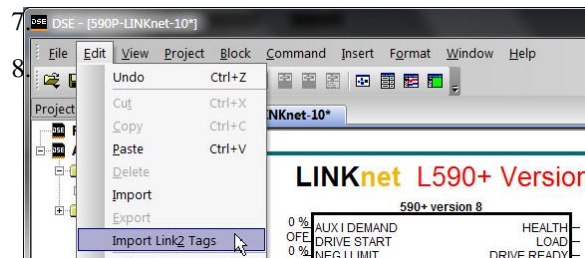 7. DSE - [590P-LINKnet-10*]
File Edit View Project Block Command Insert Format Window Help
8.
Undo Ctrl+Z
Project
Cut Ctrl+X
NKnet-10*
Copy Ctrl+C
Paste Ctrl+V
Delete
LINKnet L590+ Version
Import
590+ version 8
Export
0 % AUX I DEMAND HEALTH
Import Link2 Tags
OFF DRIVE START LOAD
0 % NEG I LIMIT DRIVE READY